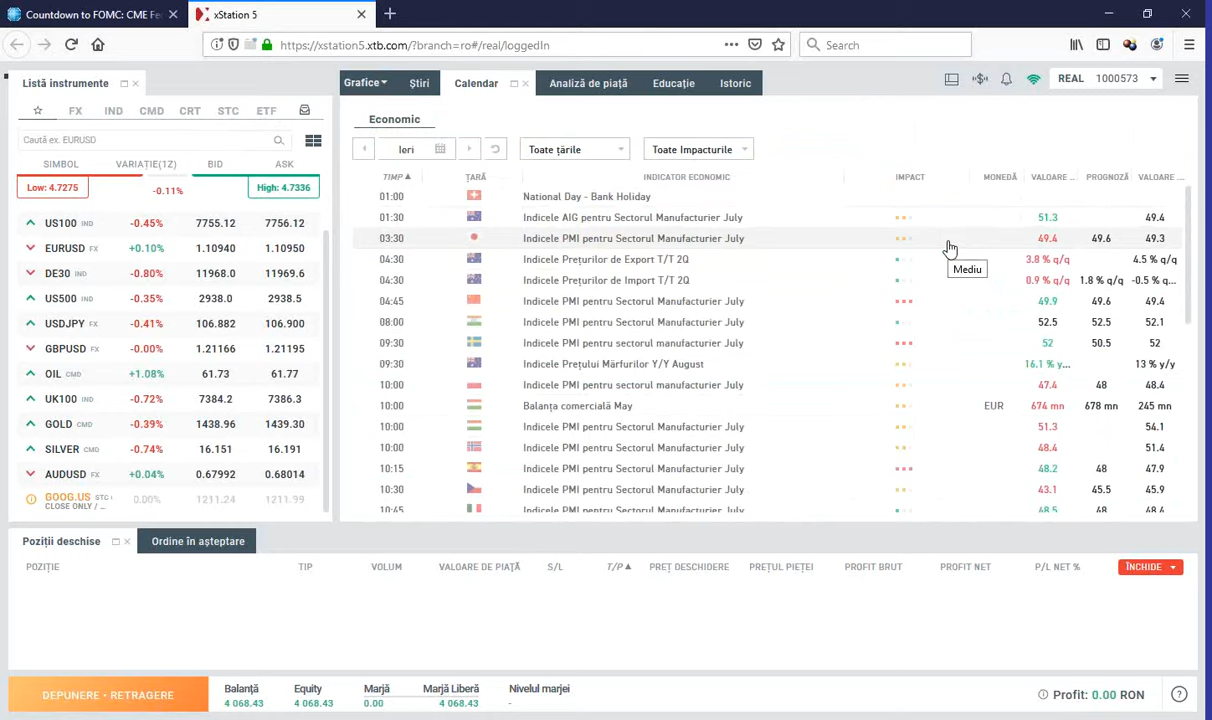 Countdown to FOMC: CME Fe
xStation 5
https://xstation5.xtb.com/?branch=ro#/real/loggedIn
Search
Listă instrumente
Grafice
Știri
Calendar
Analiză de piață
Educație
Istoric
REAL 1000573
FX IND CMD CRT STC ETF
Economic
Caută ex. EURUSD
Ieri
Toate țările
Toate Impacturile
SIMBOL VARIAȚIE(1Z) BID ASK
TIMP ȚARĂ INDICATOR ECONOMIC IMPACT MONEDĂ VALOARE .. PROGNOZĂ VALOARE ...
Low: 4.7275 -0.11% High: 4.7336
US100 IND -0.45% 7755.12 7756.12
EURUSD FX +0.10% 1.10940 1.10950
DE30 IND -0.80% 11968.0 11969.6
US500 IND -0.35% 2938.0 2938.5
USDJPY FX -0.41% 106.882 106.900
GBPUSD FX -0.00% 1.21166 1.21195
OIL CMD +1.08% 61.73 61.77
UK100 IND -0.72% 7384.2 7386.3
GOLD CMD -0.39% 1438.96 1439.30
SILVER CMD -0.74% 16.151 16.191
AUDUSD FX +0.04% 0.67992 0.68014
GOOG.US STC 0.00% 1211.24 1211.99
CLOSE ONLY / ...
01:00 National Day - Bank Holiday
01:30 Indicele AIG pentru Sectorul Manufacturier July 51.3 49.4
03:30 Indicele PMI pentru Sectorul Manufacturier July 49.4 49.6 49.3
Mediu
04:30 Indicele Prețurilor de Export T/T 2Q 3.8 % q/q 4.5 % q/q
04:30 Indicele Prețurilor de Import T/T 2Q 0.9 % q/q 1.8 % q/q -0.5 % q...
04:45 Indicele PMI pentru Sectorul Manufacturier July 49.9 49.6 49.4
08:00 Indicele PMI pentru Sectorul Manufacturier July 52.5 52.5 52.1
09:30 Indicele PMI pentru sectorul manufacturier July 52 50.5 52
09:30 Indicele Prețului Mărfurilor Y/Y August 16.1 % y... 13 % y/y
10:00 Indicele PMI pentru sectorul manufacturier July 47.4 48 48.4
10:00 Balanța comercială May EUR 674 mn 678 mn 245 mn
10:00 Indicele PMI pentru Sectorul Manufacturier July 51.3 54.1
10:00 Indicele PMI pentru Sectorul Manufacturier July 48.4 51.4
10:15 Indicele PMI pentru Sectorul Manufacturier July 48.2 48 47.9
10:30 Indicele PMI pentru Sectorul Manufacturier July 43.1 45.5 45.9
10:45 Indicele PMI pentru Sectorul Manufacturier July 48.5 48 48.4
Poziții deschise
Ordine în așteptare
POZIȚIE TIP VOLUM VALOARE DE PIAȚĂ S/L T/P PREȚ DESCHIDERE PREȚUL PIEȚEI PROFIT BRUT PROFIT NET P/L NET % ÎNCHIDE
DEPUNERE • RETRAGERE
Balanță Equity Marjă Marjă Liberă Nivelul marjei
4 068.43 4 068.43 0.00 4 068.43 -
Profit: 0.00 RON